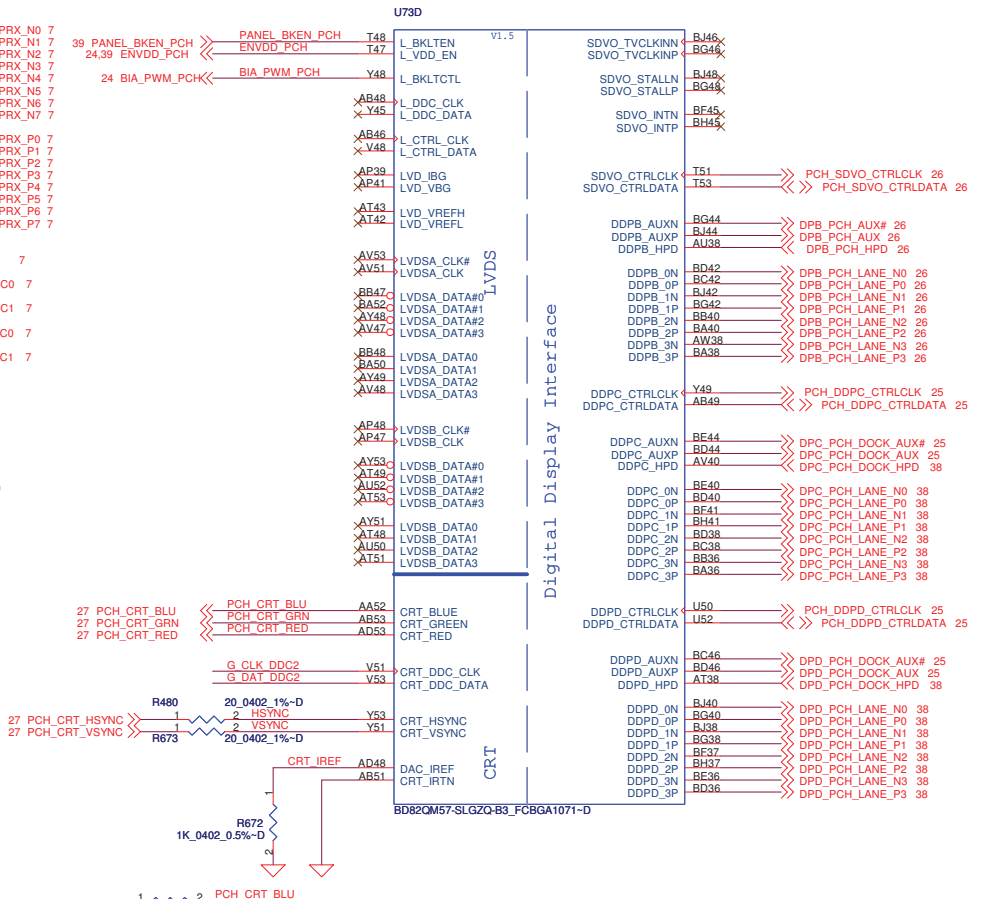 U73D
V1.5
PRX_N0 7
PRX_N1 7
PRX_N2 7
PRX_N3 7
PRX_N4 7
PRX_N5 7
PRX_N6 7
PRX_N7 7
PRX_P0 7
PRX_P1 7
PRX_P2 7
PRX_P3 7
PRX_P4 7
PRX_P5 7
PRX_P6 7
PRX_P7 7
7
C0 7
C1 7
C0 7
C1 7
39 PANEL_BKEN_PCH PANEL_BKEN_PCH T48 L_BKLTEN
24,39 ENVDD_PCH ENVDD_PCH T47 L_VDD_EN
24 BIA_PWM_PCH BIA_PWM_PCH Y48 L_BKLTCTL
AB48 L_DDC_CLK
Y45 L_DDC_DATA
AB46 L_CTRL_CLK
V48 L_CTRL_DATA
AP39 LVD_IBG
AP41 LVD_VBG
AT43 LVD_VREFH
AT42 LVD_VREFL
AV53 LVDSA_CLK#
AV51 LVDSA_CLK
BB47 LVDSA_DATA#0
BA52 LVDSA_DATA#1
AY48 LVDSA_DATA#2
AV47 LVDSA_DATA#3
BB48 LVDSA_DATA0
BA50 LVDSA_DATA1
AY49 LVDSA_DATA2
AV48 LVDSA_DATA3
AP48 LVDSB_CLK#
AP47 LVDSB_CLK
AY53 LVDSB_DATA#0
AT49 LVDSB_DATA#1
AU52 LVDSB_DATA#2
AT53 LVDSB_DATA#3
AY51 LVDSB_DATA0
AT48 LVDSB_DATA1
AU50 LVDSB_DATA2
AT51 LVDSB_DATA3
LVDS
27 PCH_CRT_BLU PCH_CRT_BLU AA52 CRT_BLUE
27 PCH_CRT_GRN PCH_CRT_GRN AB53 CRT_GREEN
27 PCH_CRT_RED PCH_CRT_RED AD53 CRT_RED
G_CLK_DDC2 V51 CRT_DDC_CLK
G_DAT_DDC2 V53 CRT_DDC_DATA
R480 20_0402_1%~D
27 PCH_CRT_HSYNC 1 2 HSYNC Y53 CRT_HSYNC
27 PCH_CRT_VSYNC 1 2 VSYNC Y51 CRT_VSYNC
R673 20_0402_1%~D
CRT_IREF AD48 DAC_IREF
AB51 CRT_IRTN
CRT
1
R672
1K_0402_0.5%~D
2
Digital Display Interface
SDVO_TVCLKINN BJ46
SDVO_TVCLKINP BG46
SDVO_STALLN BJ48
SDVO_STALLP BG48
SDVO_INTN BF45
SDVO_INTP BH45
SDVO_CTRLCLK T51 PCH_SDVO_CTRLCLK 26
SDVO_CTRLDATA T53 PCH_SDVO_CTRLDATA 26
DDPB_AUXN BG44 DPB_PCH_AUX# 26
DDPB_AUXP BJ44 DPB_PCH_AUX 26
DDPB_HPD AU38 DPB_PCH_HPD 26
DDPB_0N BD42 DPB_PCH_LANE_N0 26
DDPB_0P BC42 DPB_PCH_LANE_P0 26
DDPB_1N BJ42 DPB_PCH_LANE_N1 26
DDPB_1P BG42 DPB_PCH_LANE_P1 26
DDPB_2N BB40 DPB_PCH_LANE_N2 26
DDPB_2P BA40 DPB_PCH_LANE_P2 26
DDPB_3N AW38 DPB_PCH_LANE_N3 26
DDPB_3P BA38 DPB_PCH_LANE_P3 26
DDPC_CTRLCLK Y49 PCH_DDPC_CTRLCLK 25
DDPC_CTRLDATA AB49 PCH_DDPC_CTRLDATA 25
DDPC_AUXN BE44 DPC_PCH_DOCK_AUX# 25
DDPC_AUXP BD44 DPC_PCH_DOCK_AUX 25
DDPC_HPD AV40 DPC_PCH_DOCK_HPD 38
DDPC_0N BE40 DPC_PCH_LANE_N0 38
DDPC_0P BD40 DPC_PCH_LANE_P0 38
DDPC_1N BF41 DPC_PCH_LANE_N1 38
DDPC_1P BH41 DPC_PCH_LANE_P1 38
DDPC_2N BD38 DPC_PCH_LANE_N2 38
DDPC_2P BC38 DPC_PCH_LANE_P2 38
DDPC_3N BB36 DPC_PCH_LANE_N3 38
DDPC_3P BA36 DPC_PCH_LANE_P3 38
DDPD_CTRLCLK U50 PCH_DDPD_CTRLCLK 25
DDPD_CTRLDATA U52 PCH_DDPD_CTRLDATA 25
DDPD_AUXN BC46 DPD_PCH_DOCK_AUX# 25
DDPD_AUXP BD46 DPD_PCH_DOCK_AUX 25
DDPD_HPD AT38 DPD_PCH_DOCK_HPD 38
DDPD_0N BJ40 DPD_PCH_LANE_N0 38
DDPD_0P BG40 DPD_PCH_LANE_P0 38
DDPD_1N BJ38 DPD_PCH_LANE_N1 38
DDPD_1P BG38 DPD_PCH_LANE_P1 38
DDPD_2N BF37 DPD_PCH_LANE_N2 38
DDPD_2P BH37 DPD_PCH_LANE_P2 38
DDPD_3N BE36 DPD_PCH_LANE_N3 38
DDPD_3P BD36 DPD_PCH_LANE_P3 38
BD82QM57-SLGZQ-B3_FCBGA1071~D
1 2 PCH_CRT_BLU